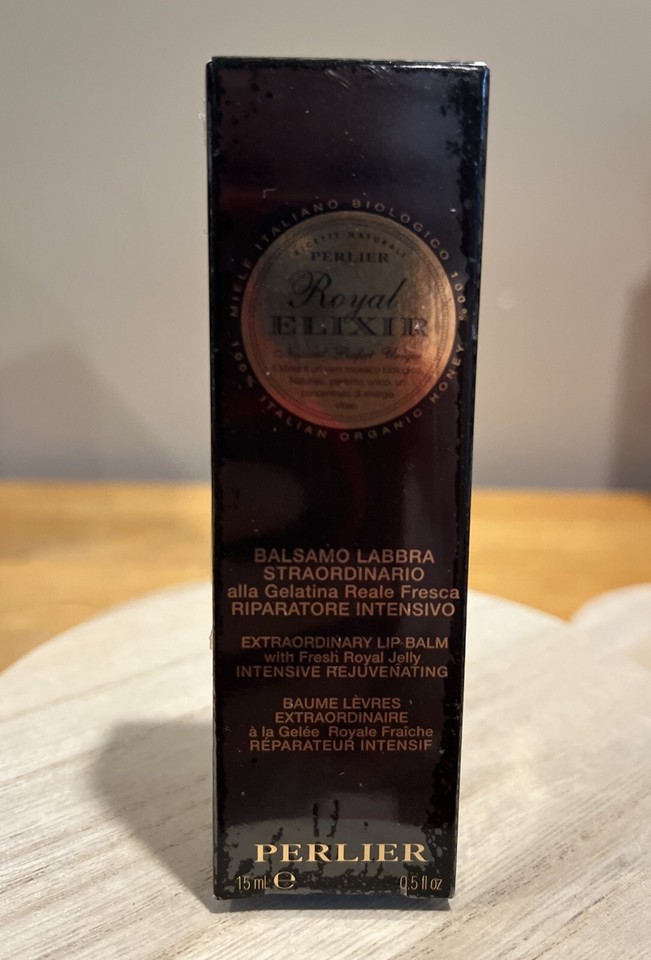 MIELE ITALIANO BIOLOGICO 100%
RICETTE NATURALI
PERLIER
Royal
ELIXIR
100% ITALIAN ORGANIC HONEY
BALSAMO LABBRA
STRAORDINARIO
alla Gelatina Reale Fresca
RIPARATORE INTENSIVO
EXTRAORDINARY LIP BALM
with Fresh Royal Jelly
INTENSIVE REJUVENATING
BAUME LÈVRES
EXTRAORDINAIRE
à la Gelée Royale Fraîche
RÉPARATEUR INTENSIF
PERLIER
15 mL e 0.5 fl oz